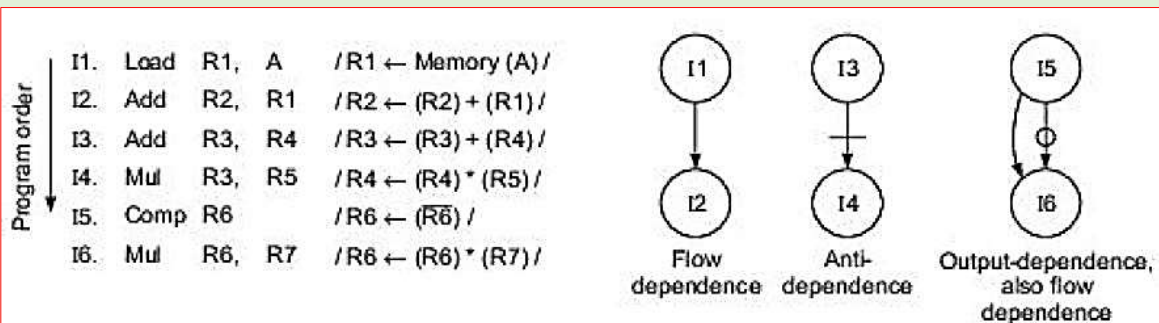 Program order
I1. Load R1, A / R1 ← Memory (A) /
I2. Add R2, R1 / R2 ← (R2) + (R1) /
I3. Add R3, R4 / R3 ← (R3) + (R4) /
I4. Mul R3, R5 / R4 ← (R4) * (R5) /
I5. Comp R6 / R6 ← (R̅6̅) /
I6. Mul R6, R7 / R6 ← (R6) * (R7) /
I1 I3 I5
I2 I4 I6
Flow dependence
Anti-dependence
Output-dependence,
also flow
dependence